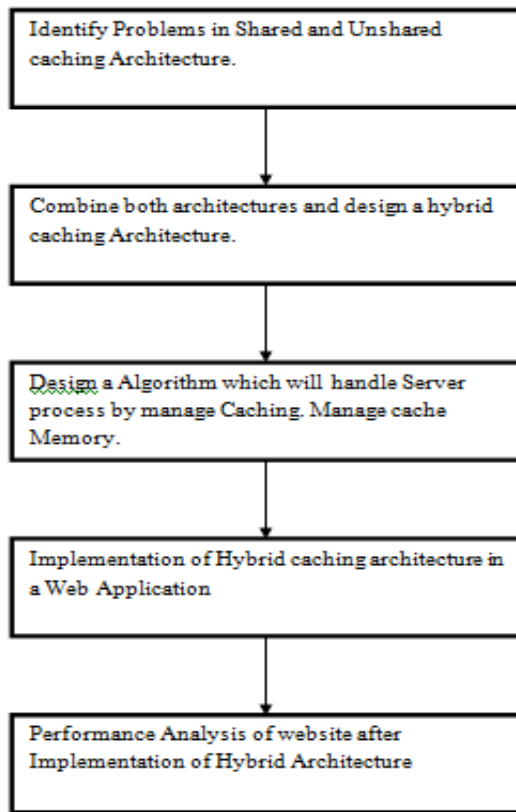 Identify Problems in Shared and Unshared
caching Architecture.
Combine both architectures and design a hybrid
caching Architecture.
Design a Algorithm which will handle Server
process by manage Caching. Manage cache
Memory.
Implementation of Hybrid caching architecture in
a Web Application
Performance Analysis of website after
Implementation of Hybrid Architecture